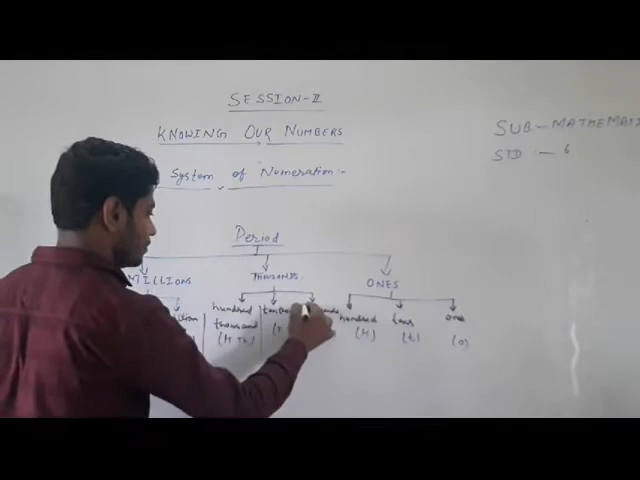 SESSION-II
KNOWING OUR NUMBERS
SUB-MATHEMATI
STD - 6
System of Numeration :-
Period
MILLIONS THOUSANDS. ONES
hundred hundred tens one
thousand
(H Th) (H) (t) (o)